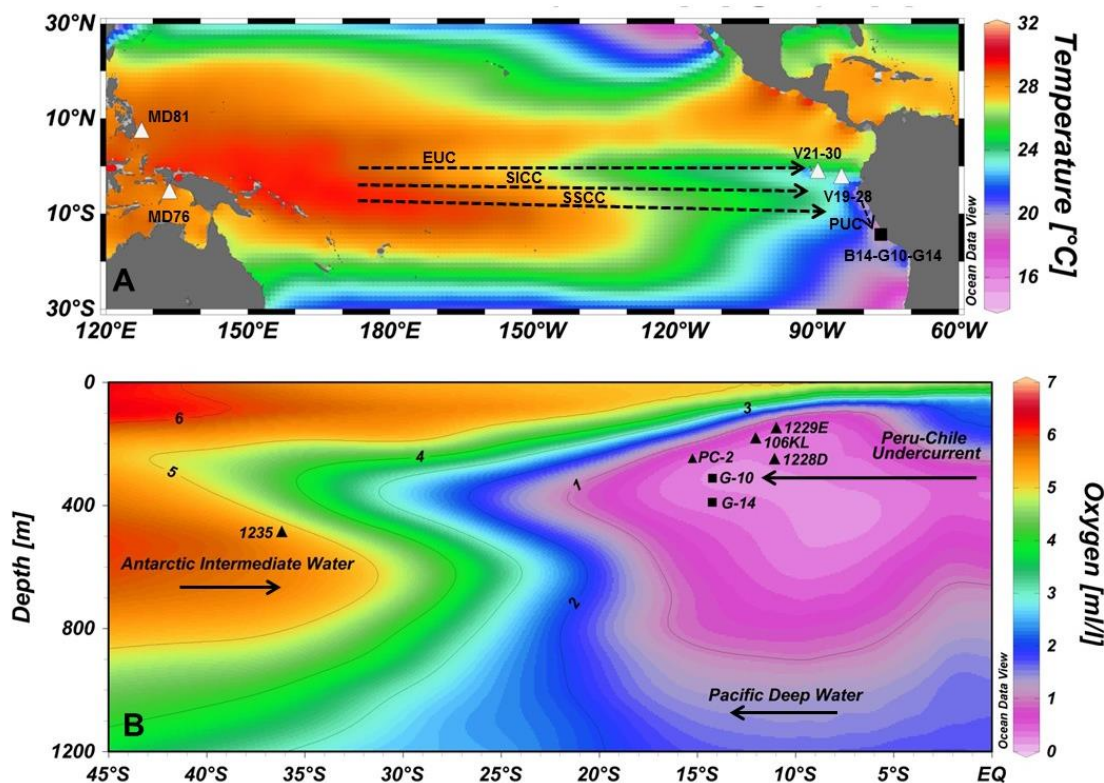 30°N
10°N
10°S
30°S
MD81
MD76
EUC
SICC
SSCC
V21-30
V19-28
PUC
B14-G10-G14
A
120°E
150°E
180°E
150°W
120°W
90°W
60°W
Ocean Data View
32
28
24
20
16
Temperature [°C]
0
400
800
1200
Depth [m]
6
5
4
3
1
2
1229E
106KL
PC-2
1228D
G-10
G-14
1235
Peru-Chile
Undercurrent
Antarctic Intermediate Water
Pacific Deep Water
B
45°S
40°S
35°S
30°S
25°S
20°S
15°S
10°S
5°S
EQ
Ocean Data View
7
6
5
4
3
2
1
0
Oxygen [ml/l]